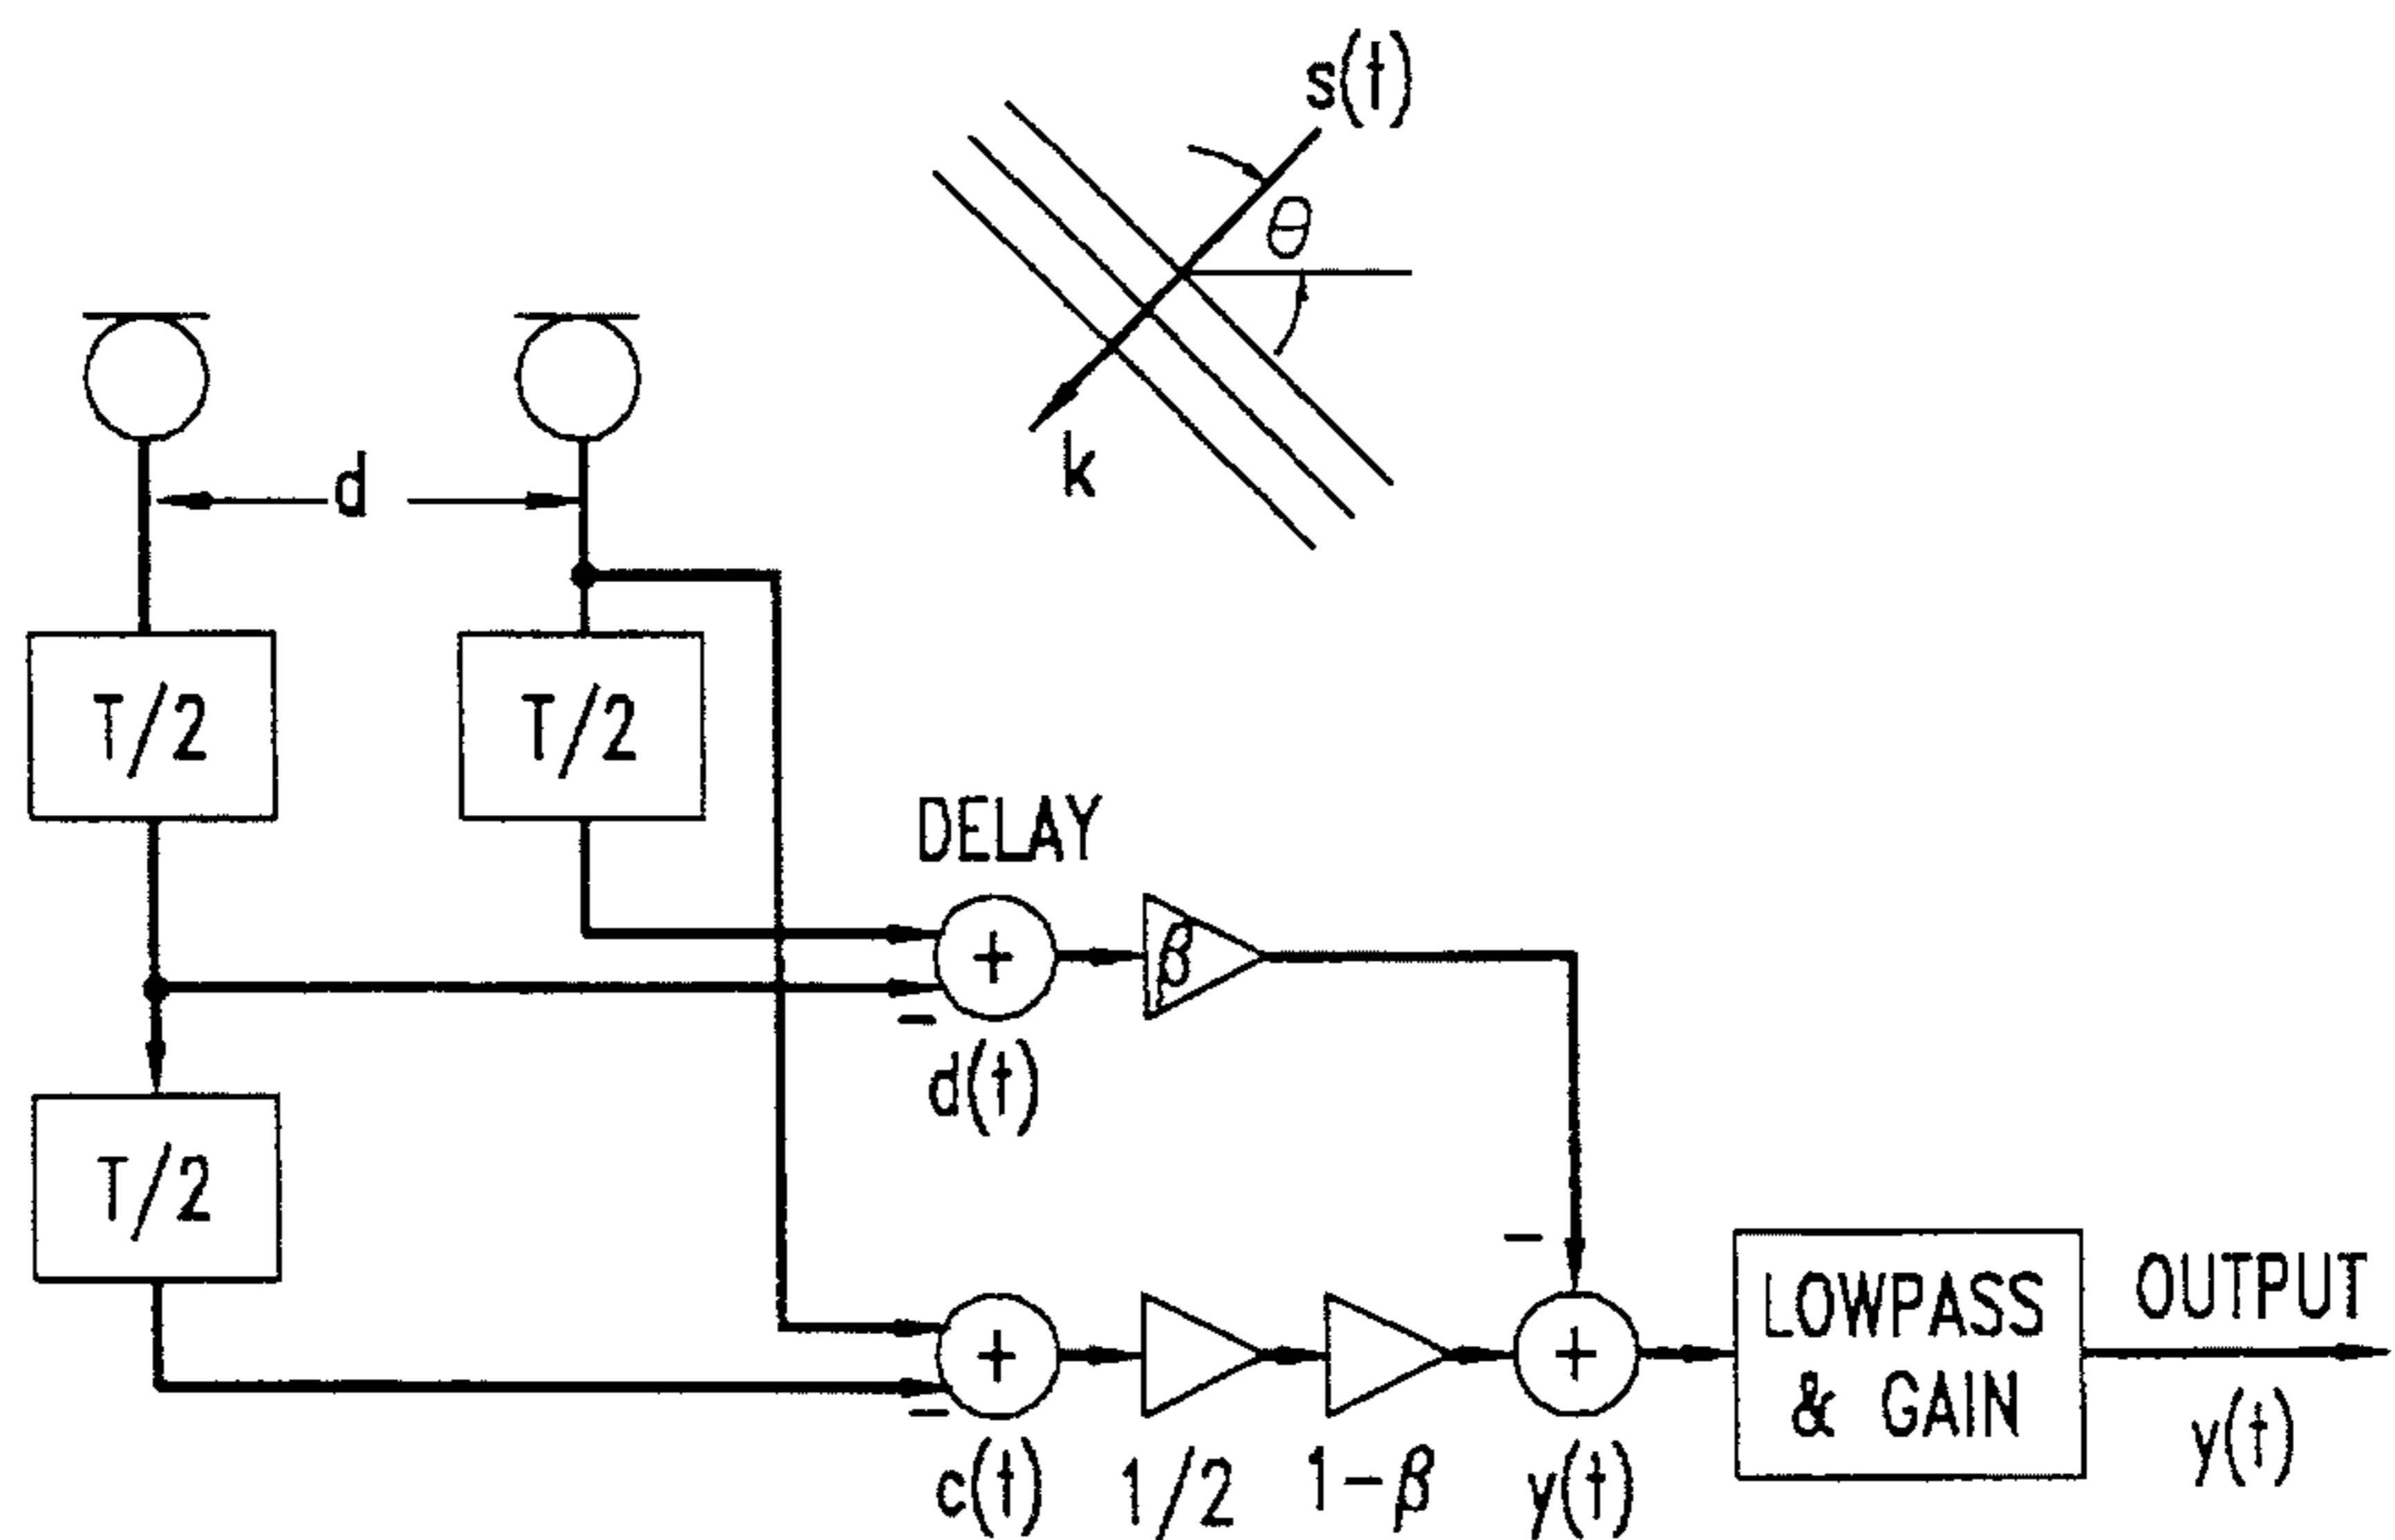 s(t)
θ
k
d
T/2
T/2
DELAY
+
β
-
d(t)
T/2
-
+
+
LOWPASS
& GAIN
OUTPUT
-
c(t)
1/2
1-β
y(t)
y(t)